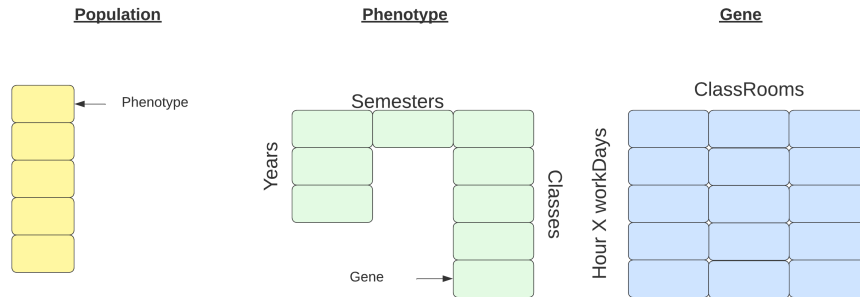 Population
Phenotype
Gene
Phenotype
Semesters
Years
Classes
Gene
ClassRooms
Hour X workDays